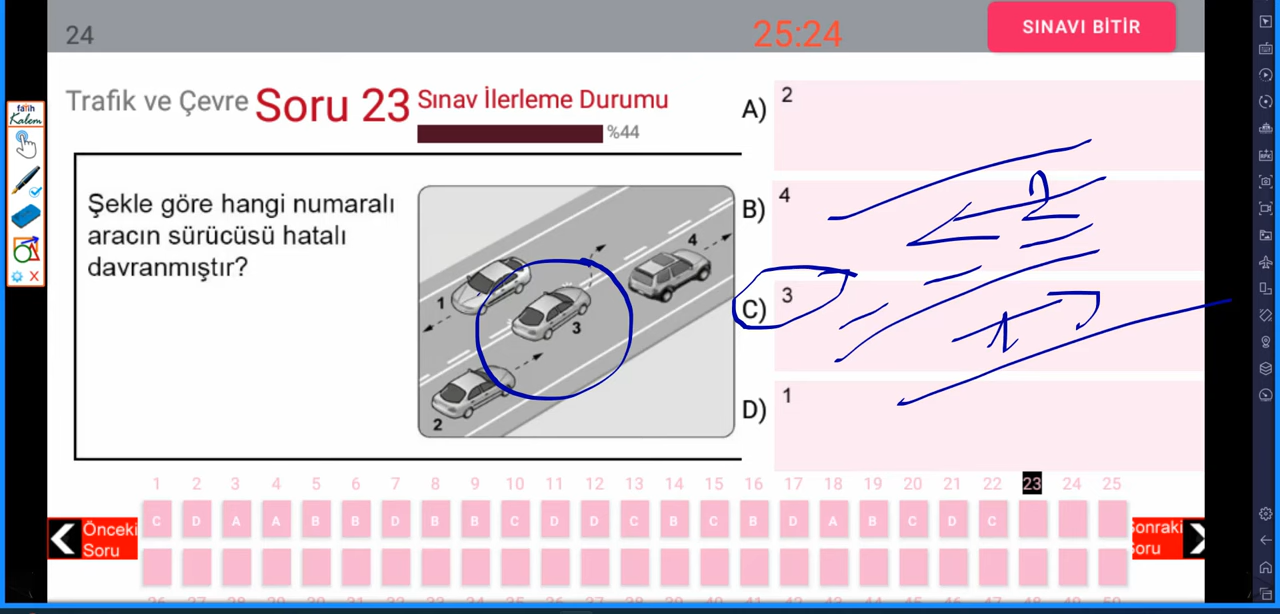 24
25:24
SINAVI BİTİR
fatih
Kalem
Trafik ve Çevre Soru 23 Sınav İlerleme Durumu
%44
Şekle göre hangi numaralı
aracın sürücüsü hatalı
davranmıştır?
1
2
3
4
A) 2
B) 4
C) 3
D) 1
2
1
1 2 3 4 5 6 7 8 9 10 11 12 13 14 15 16 17 18 19 20 21 22 23 24 25
C D A A B B D B B C D D C B C B D A B C D C
Önceki
Soru
Sonraki
Soru